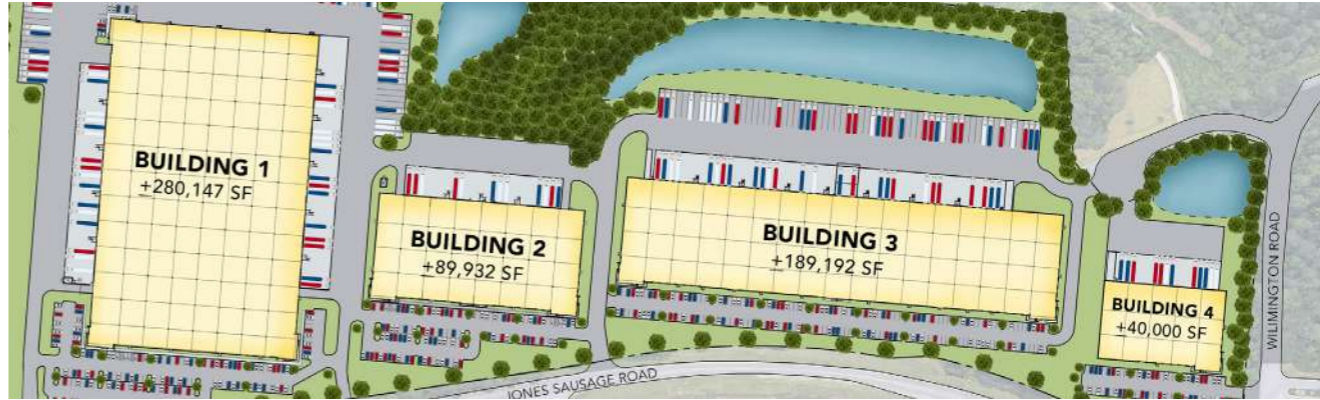 BUILDING 1
±280,147 SF
BUILDING 2
±89,932 SF
BUILDING 3
±189,192 SF
BUILDING 4
±40,000 SF
JONES SAUSAGE ROAD
WILIMINGTON ROAD